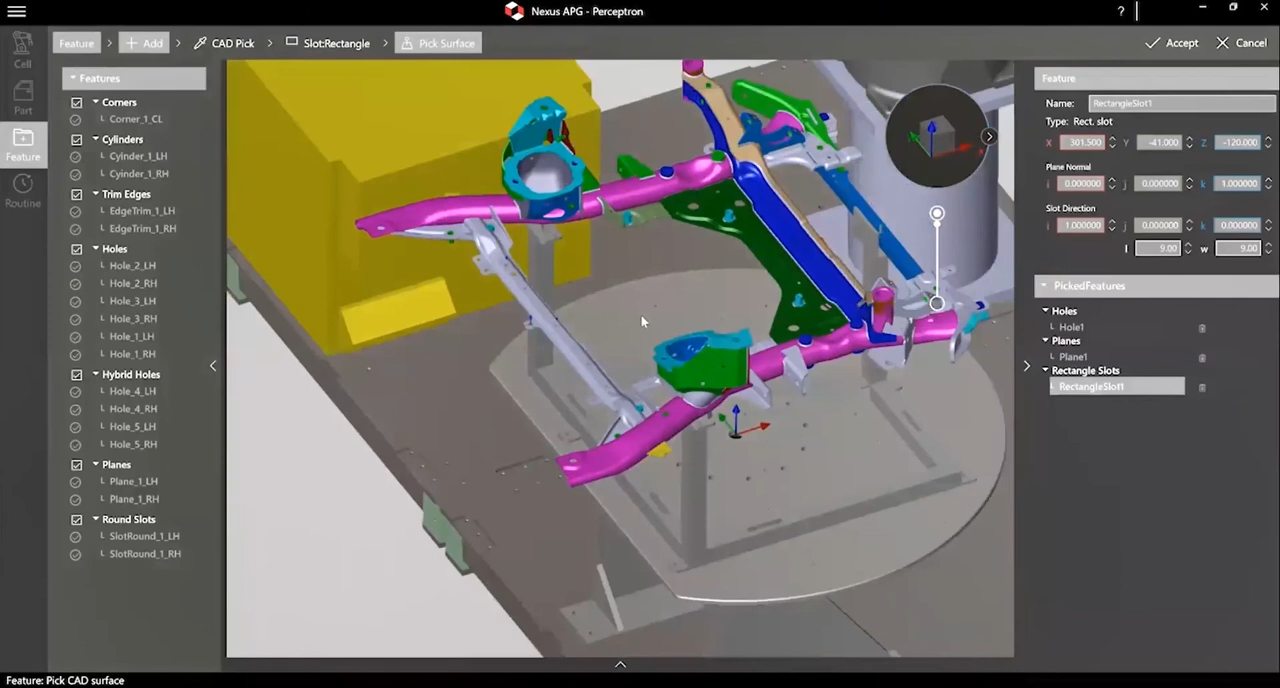 Nexus APG - Perceptron
?
Feature > + Add > CAD Pick > Slot:Rectangle > Pick Surface
Accept
Cancel
Cell
Part
Feature
Routine
Features
Corners
Corner_1_CL
Cylinders
Cyinder_1_LH
Cyinder_1_RH
Trim Edges
EdgeTrim_1_LH
EdgeTrim_1_RH
Holes
Hole_2_LH
Hole_2_RH
Hole_3_LH
Hole_3_RH
Hole_1_LH
Hole_1_RH
Hybrid Holes
Hole_4_LH
Hole_4_RH
Hole_5_LH
Hole_5_RH
Planes
Plane_1_LH
Plane_1_RH
Round Slots
SlotRound_1_LH
SlotRound_1_RH
Feature
Name: RectangleSlot1
Type: Rect. slot
X 301.500 Y -41.000 Z -120.000
Plane Normal
i 0.000000 j 0.000000 k 1.000000
Slot Direction
i 1.000000 j 0.000000 k 0.000000
l 9.00 w 9.00
PickedFeatures
Holes
Hole1
Planes
Plane1
Rectangle Slots
RectangleSlot1
Feature: Pick CAD surface